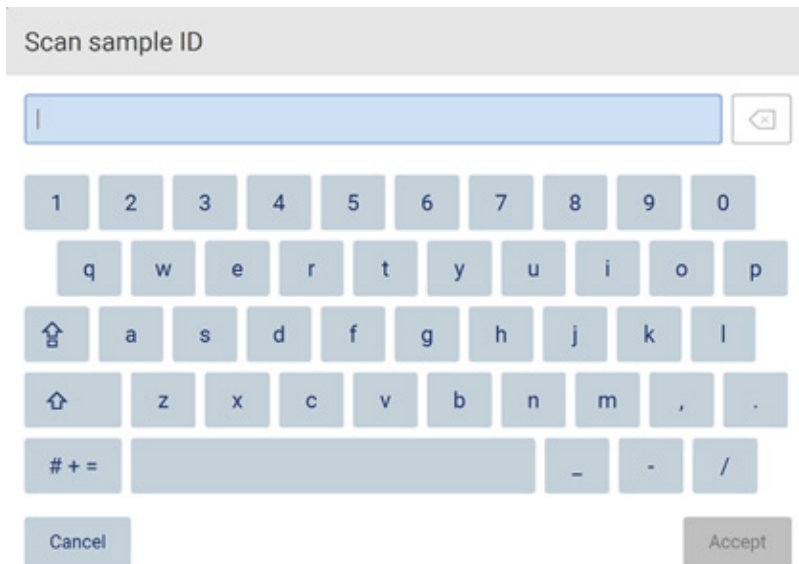 Scan sample ID
1 2 3 4 5 6 7 8 9 0
q w e r t y u i o p
a s d f g h j k l
z x c v b n m , .
# + = _ - /
Cancel Accept